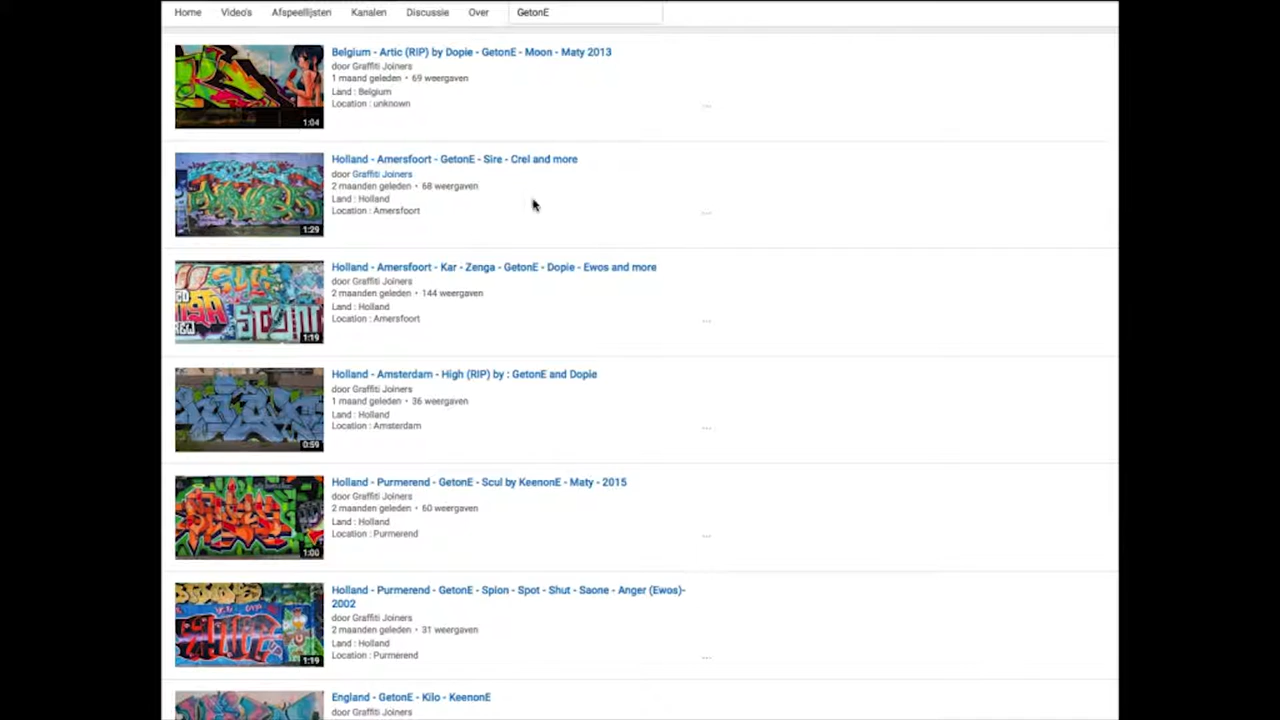 Home Video's Afspeellijsten Kanalen Discussie Over GetonE
Belgium - Artic (RIP) by Dopie - GetonE - Moon - Maty 2013
door Graffiti Joiners
1 maand geleden • 69 weergaven
Land : Belgium
Location : unknown
1:04
Holland - Amersfoort - GetonE - Sire - Crel and more
door Graffiti Joiners
2 maanden geleden • 68 weergaven
Land : Holland
Location : Amersfoort
1:29
Holland - Amersfoort - Kar - Zenga - GetonE - Dopie - Ewos and more
door Graffiti Joiners
2 maanden geleden • 144 weergaven
Land : Holland
Location : Amersfoort
1:19
Holland - Amsterdam - High (RIP) by : GetonE and Dopie
door Graffiti Joiners
1 maand geleden • 36 weergaven
Land : Holland
Location : Amsterdam
0:59
Holland - Purmerend - GetonE - Scul by KeenonE - Maty - 2015
door Graffiti Joiners
2 maanden geleden • 60 weergaven
Land : Holland
Location : Purmerend
1:00
Holland - Purmerend - GetonE - Spion - Spot - Shut - Saone - Anger (Ewos)-
2002
door Graffiti Joiners
2 maanden geleden • 31 weergaven
Land : Holland
Location : Purmerend
1:19
England - GetonE - Kilo - KeenonE
door Graffiti Joiners